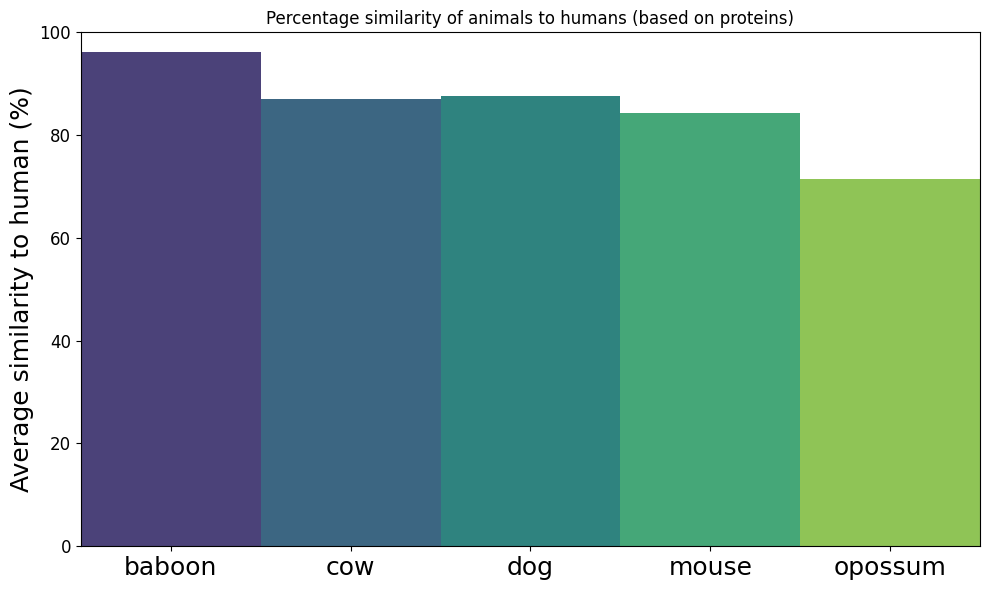 Percentage similarity of animals to humans (based on proteins)
Average similarity to human (%)
100
80
60
40
20
0
baboon cow dog mouse opossum